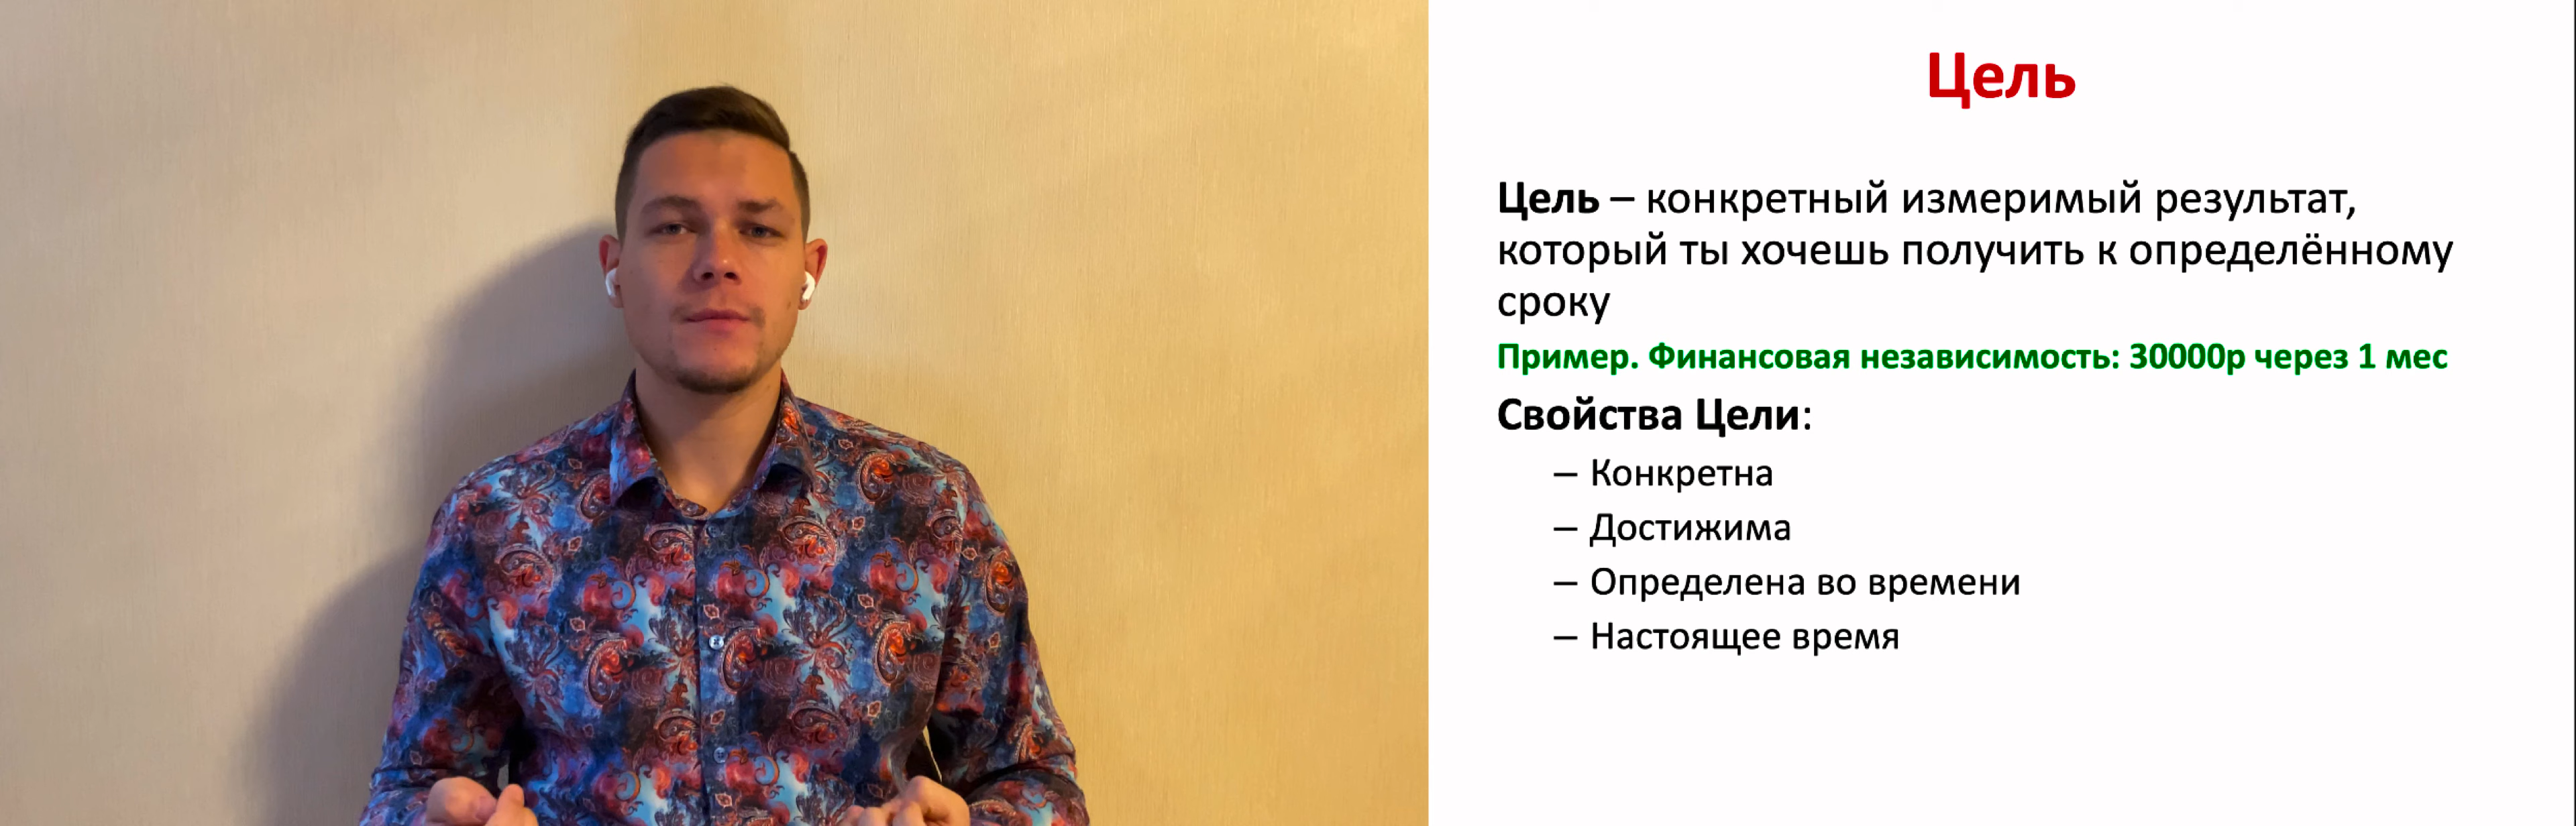 Цель
Цель – конкретный измеримый результат,
который ты хочешь получить к определённому
сроку
Пример. Финансовая независимость: 30000р через 1 мес
Свойства Цели:
– Конкретна
– Достижима
– Определена во времени
– Настоящее время